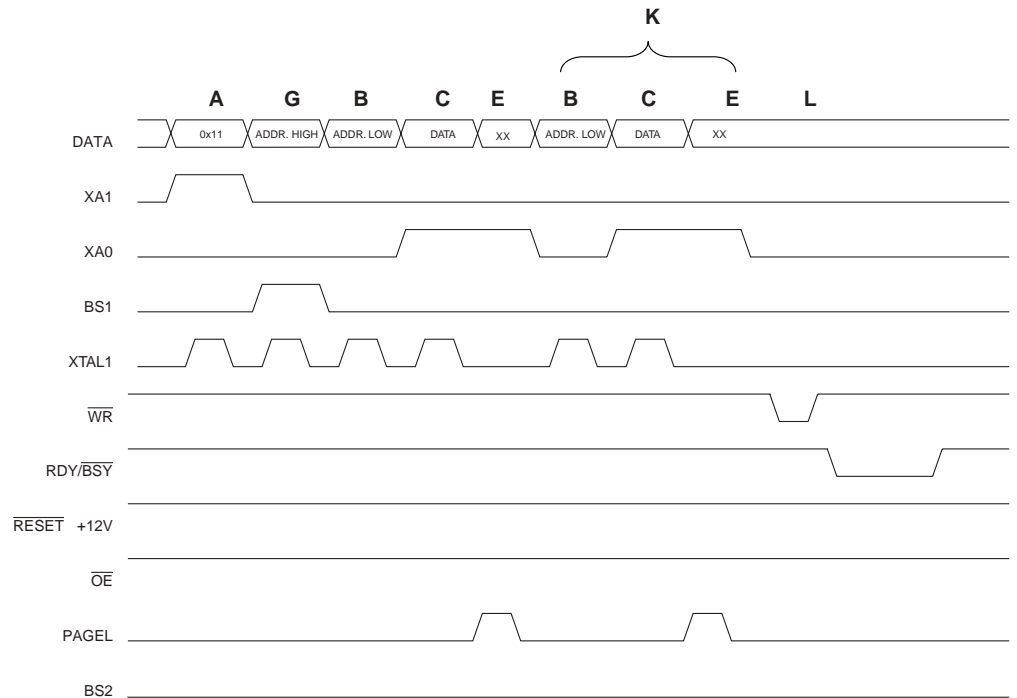 K
A G B C E B C E L
DATA 0x11 ADDR. HIGH ADDR. LOW DATA XX ADDR. LOW DATA XX
XA1
XA0
BS1
XTAL1
WR
RDY/BSY
RESET +12V
OE
PAGEL
BS2